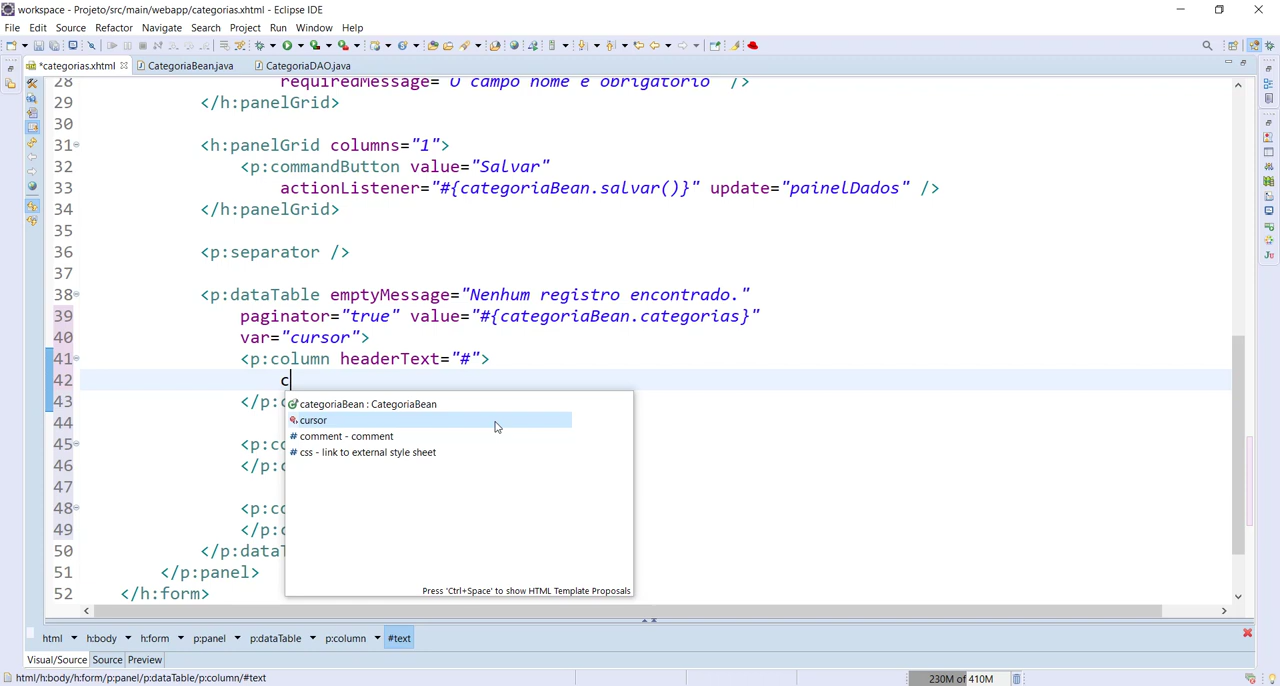 workspace - Projeto/src/main/webapp/categorias.xhtml - Eclipse IDE
File Edit Source Refactor Navigate Search Project Run Window Help
*categorias.xhtml CategoriaBean.java CategoriaDAO.java
28 requiredMessage="O campo nome é obrigatório" />
29 </h:panelGrid>
30
31 <h:panelGrid columns="1">
32 <p:commandButton value="Salvar"
33 actionListener="#{categoriaBean.salvar()}" update="painelDados" />
34 </h:panelGrid>
35
36 <p:separator />
37
38 <p:dataTable emptyMessage="Nenhum registro encontrado."
39 paginator="true" value="#{categoriaBean.categorias}"
40 var="cursor">
41 <p:column headerText="#">
42 c
43 </p:c
categoriaBean : CategoriaBean
cursor
comment - comment
css - link to external style sheet
Press 'Ctrl+Space' to show HTML Template Proposals
44
45 <p:co
46 </p:c
47
48 <p:co
49 </p:c
50 </p:dataT
51 </p:panel>
52 </h:form>
html h:body h:form p:panel p:dataTable p:column #text
Visual/Source Source Preview
html/h:body/h:form/p:panel/p:dataTable/p:column/#text 230M of 410M